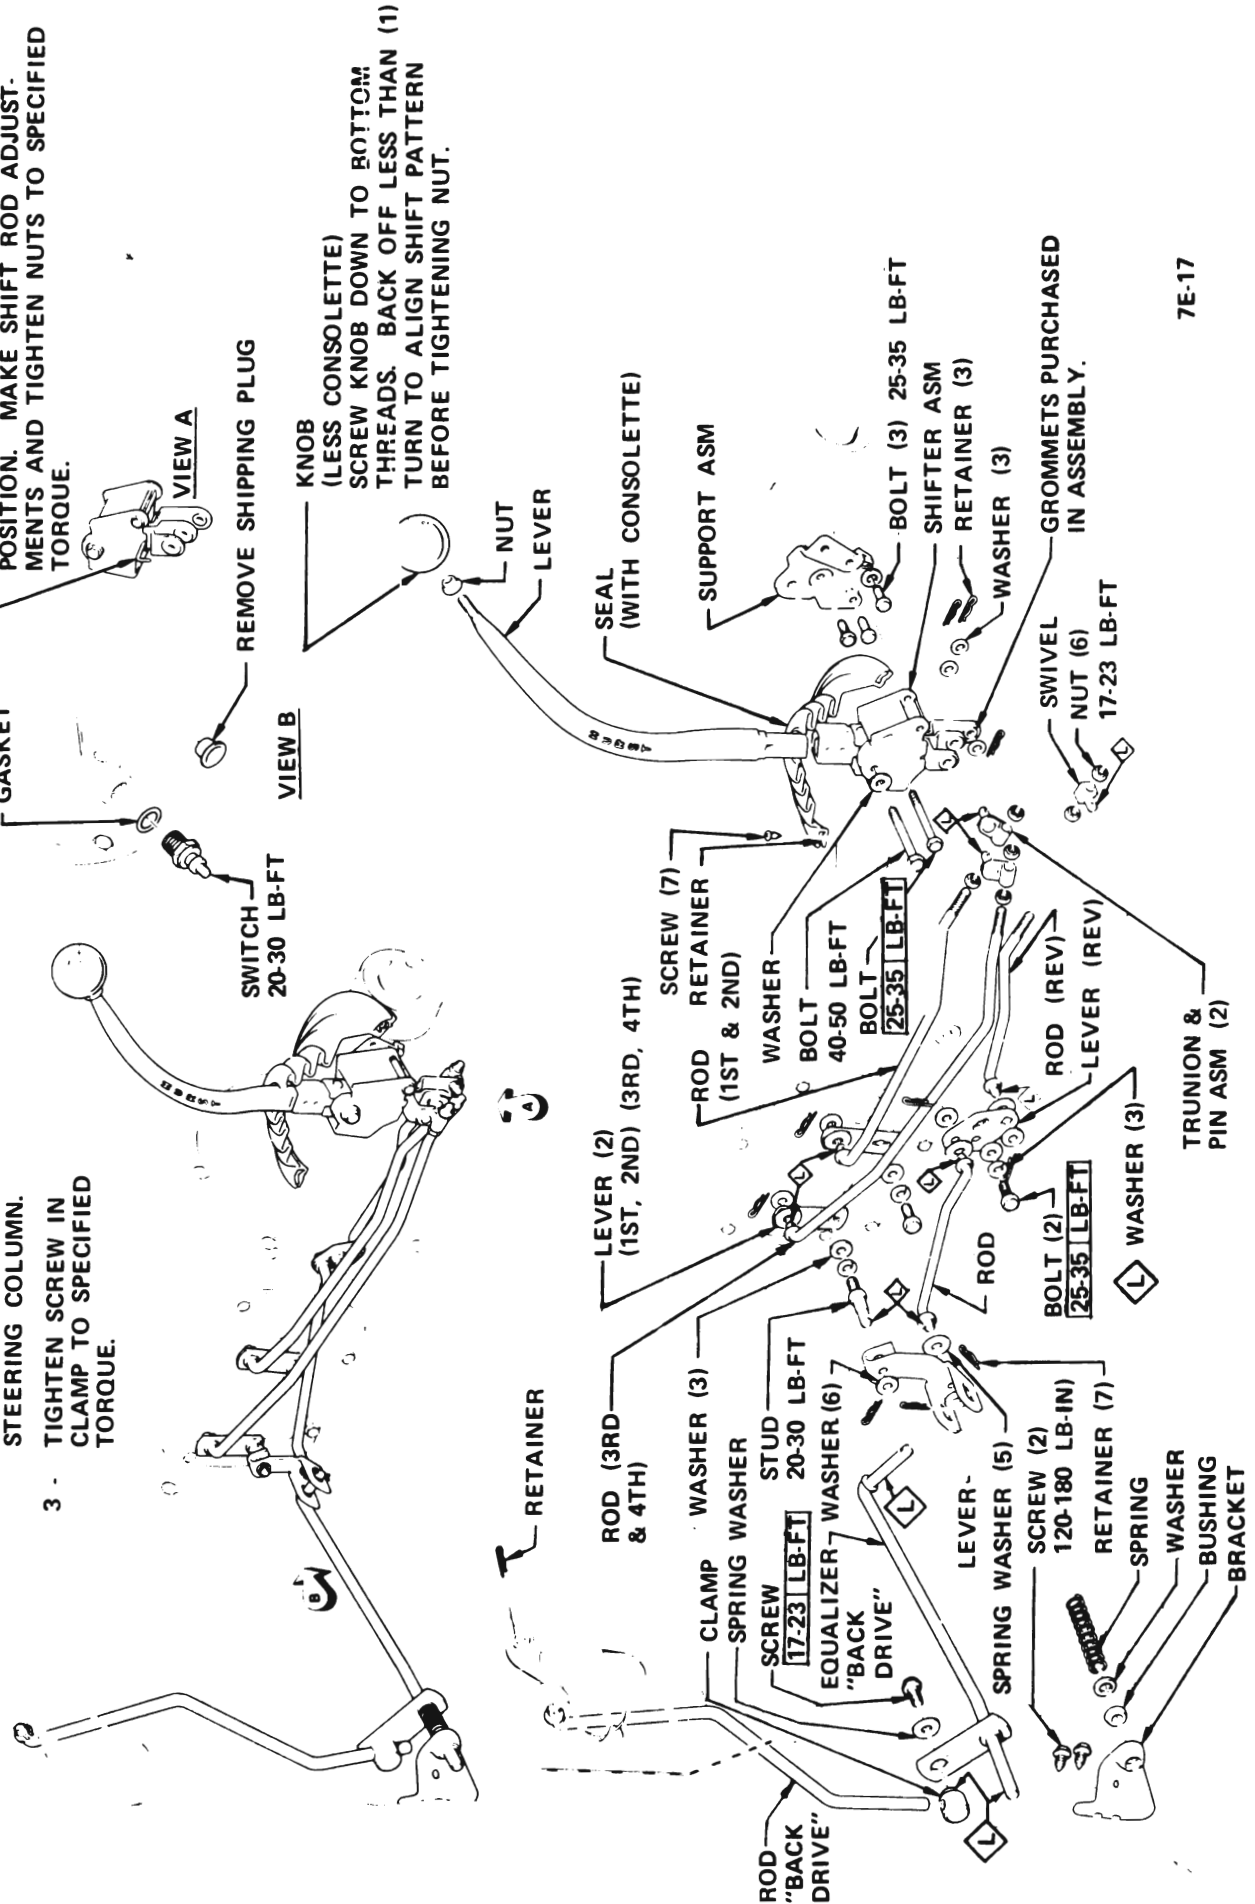 STEERING COLUMN.
3 - TIGHTEN SCREW IN
CLAMP TO SPECIFIED
TORQUE.
GASKET
POSITION. MAKE SHIFT ROD ADJUST-
MENTS AND TIGHTEN NUTS TO SPECIFIED
TORQUE.
VIEW A
REMOVE SHIPPING PLUG
SWITCH
20-30 LB-FT
VIEW B
KNOB
(LESS CONSOLETTE)
SCREW KNOB DOWN TO BOTTOM
THREADS. BACK OFF LESS THAN (1)
TURN TO ALIGN SHIFT PATTERN
BEFORE TIGHTENING NUT.
B
A
NUT
LEVER
RETAINER
SEAL
(WITH CONSOLETTE)
SUPPORT ASM
LEVER (2)
(1ST, 2ND) (3RD, 4TH)
ROD (3RD
& 4TH)
SCREW (7)
RETAINER
ROD
(1ST & 2ND)
WASHER
BOLT
40-50 LB-FT
BOLT
25-35 LB-FT
BOLT (3) 25-35 LB-FT
SHIFTER ASM
RETAINER (3)
WASHER (3)
GROMMETS PURCHASED
IN ASSEMBLY.
SWIVEL
NUT (6)
17-23 LB-FT
WASHER (3)
CLAMP
SPRING WASHER
STUD
20-30 LB-FT
SCREW
17-23 LB-FT
WASHER (6)
EQUALIZER
"BACK
DRIVE"
ROD
"BACK
DRIVE"
LEVER
SPRING WASHER (5)
SCREW (2)
120-180 LB-IN)
RETAINER (7)
SPRING
WASHER
BUSHING
BRACKET
ROD
ROD (REV)
LEVER (REV)
BOLT (2)
25-35 LB-FT
L WASHER (3)
TRUNION &
PIN ASM (2)
L
L
L
L
L
L
L
7E-17